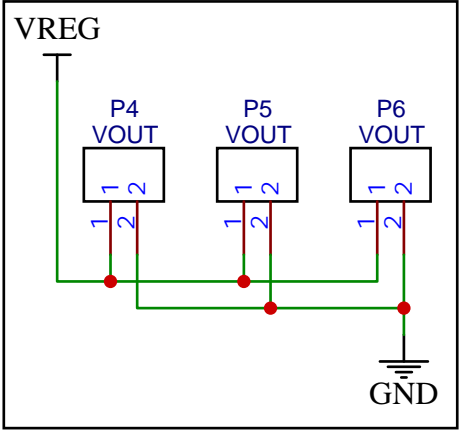 VREG
P4 P5 P6
VOUT VOUT VOUT
1 2 1 2 1 2
1 2 1 2 1 2
GND